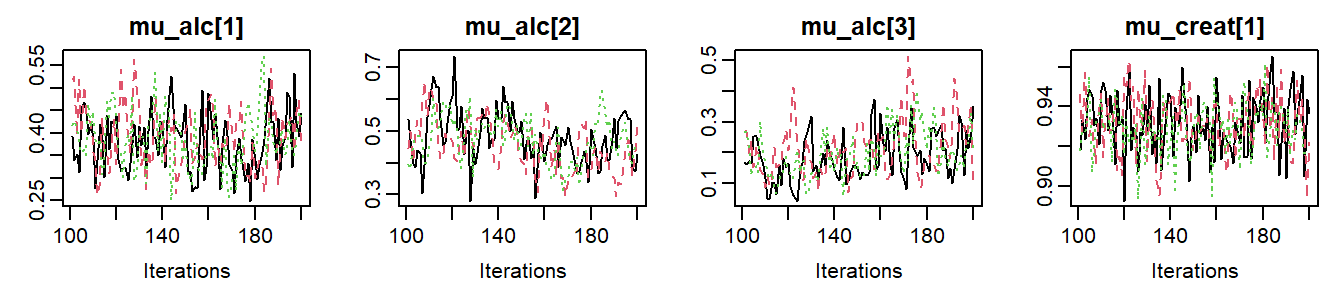 mu_alc[1]
0.25 0.40 0.55
100 140 180
Iterations
mu_alc[2]
0.3 0.5 0.7
100 140 180
Iterations
mu_alc[3]
0.1 0.3 0.5
100 140 180
Iterations
mu_creat[1]
0.90 0.94
100 140 180
Iterations